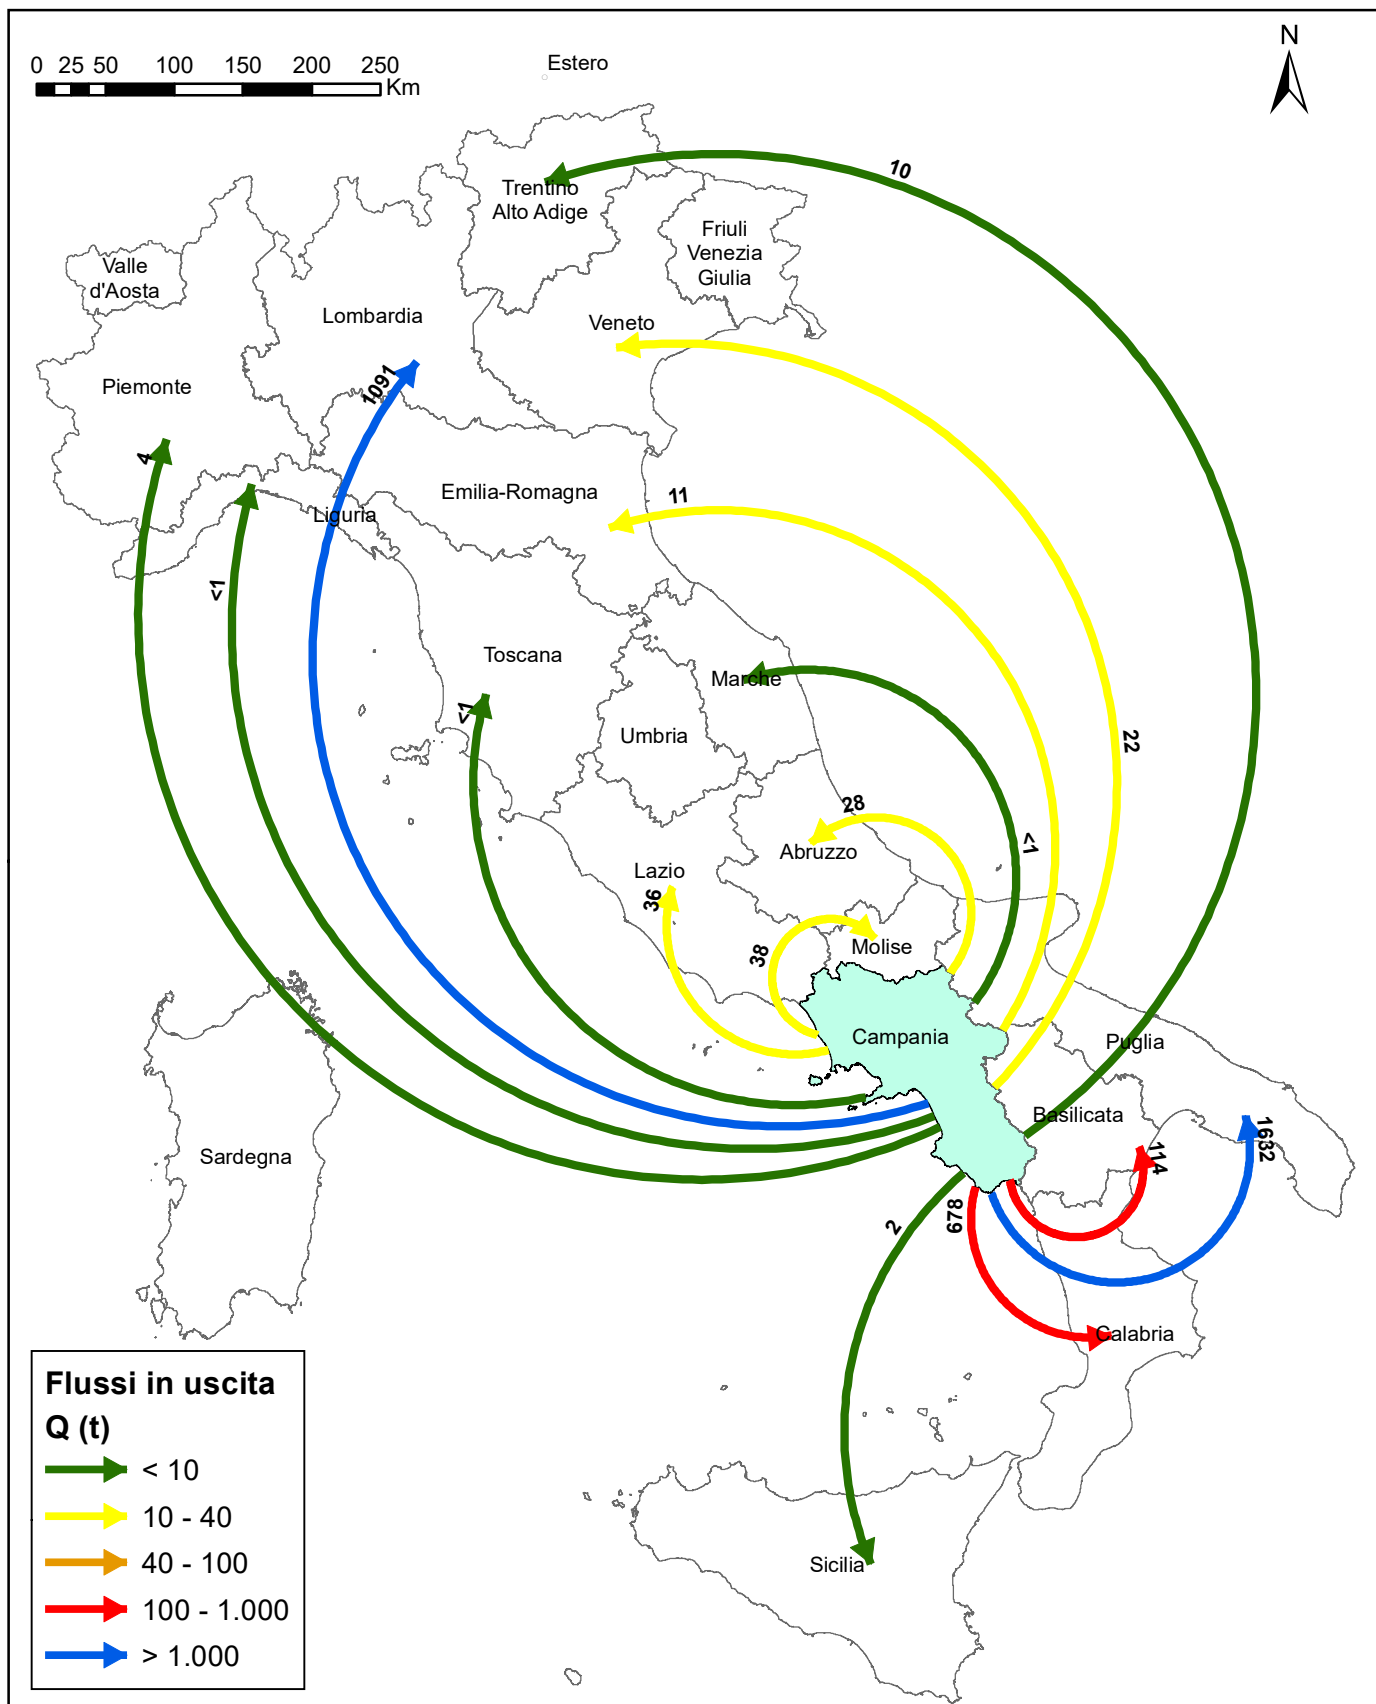 0 25 50 100 150 200 250
Km
Estero
N
10
Trentino
Alto Adige
Friuli
Venezia
Giulia
Valle
d'Aosta
Lombardia
Veneto
1091
Piemonte
4
Emilia-Romagna
11
Liguria
<1
Toscana
Marche
<1
Umbria
22
28
<1
Abruzzo
Lazio
36
38
Molise
Campania
Puglia
Basilicata
1632
114
Sardegna
678
2
Calabria
Sicilia
Flussi in uscita
Q (t)
< 10
10 - 40
40 - 100
100 - 1.000
> 1.000